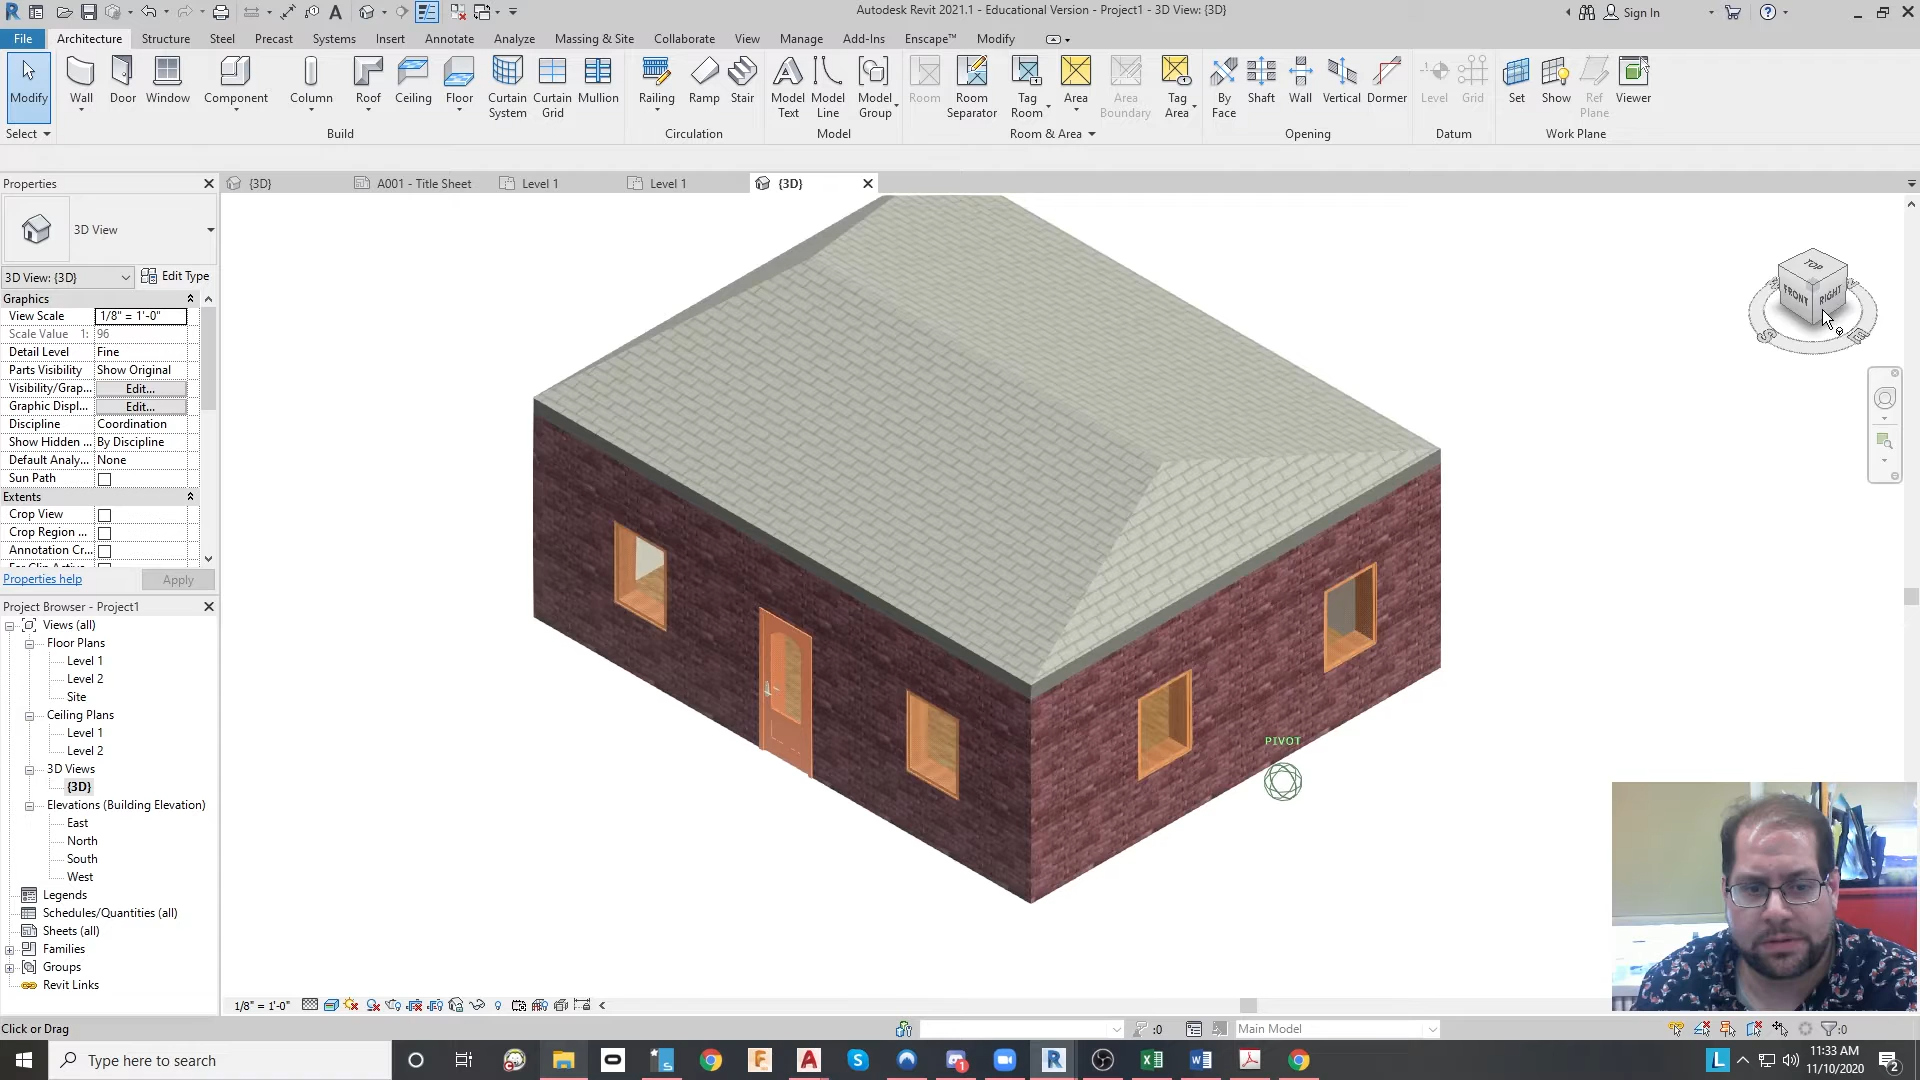 Autodesk Revit 2021.1 - Educational Version - Project1 - 3D View: {3D}
Sign In
File Architecture Structure Steel Precast Systems Insert Annotate Analyze Massing & Site Collaborate View Manage Add-Ins Enscape™ Modify
Modify Wall Door Window Component Column Roof Ceiling Floor Curtain System Curtain Grid Mullion Railing Ramp Stair Model Text Model Line Model Group Room Room Separator Tag Room Area Area Boundary Tag Area By Face Shaft Wall Vertical Dormer Level Grid Set Show Ref Plane Viewer
Select Build Circulation Model Room & Area Opening Datum Work Plane
Properties
{3D} A001 - Title Sheet Level 1 Level 1 {3D}
3D View
3D View: {3D} Edit Type
Graphics
View Scale 1/8" = 1'-0"
Scale Value 1: 96
Detail Level Fine
Parts Visibility Show Original
Visibility/Grap... Edit...
Graphic Displ... Edit...
Discipline Coordination
Show Hidden ... By Discipline
Default Analy... None
Sun Path
Extents
Crop View
Crop Region ...
Annotation Cr...
Properties help Apply
Project Browser - Project1
Views (all)
Floor Plans
Level 1
Level 2
Site
Ceiling Plans
Level 1
Level 2
3D Views
{3D}
Elevations (Building Elevation)
East
North
South
West
Legends
Schedules/Quantities (all)
Sheets (all)
Families
Groups
Revit Links
TOP
FRONT RIGHT
S E
PIVOT
1/8" = 1'-0"
Click or Drag
:0 Main Model :0
Type here to search
11:33 AM
11/10/2020
2